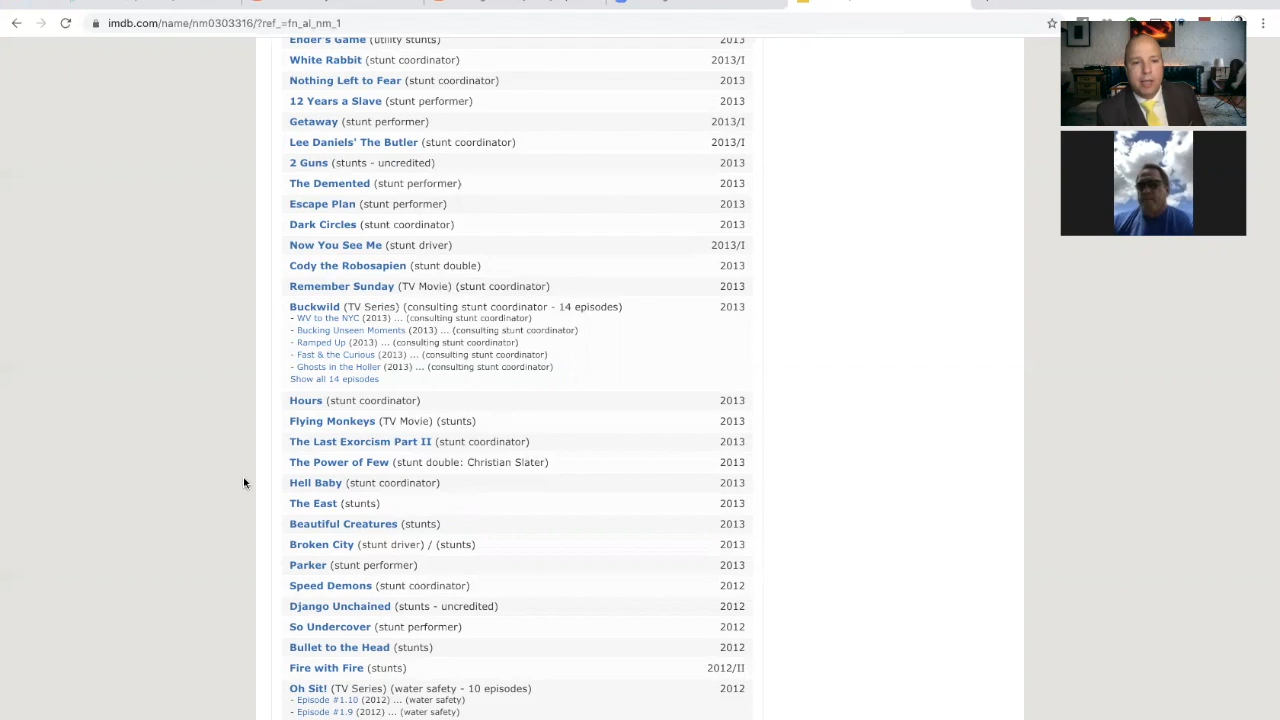 imdb.com/name/nm0303316/?ref_=fn_al_nm_1
Ender's Game (utility stunts) 2013
White Rabbit (stunt coordinator) 2013/I
Nothing Left to Fear (stunt coordinator) 2013
12 Years a Slave (stunt performer) 2013
Getaway (stunt performer) 2013/I
Lee Daniels' The Butler (stunt coordinator) 2013/I
2 Guns (stunts - uncredited) 2013
The Demented (stunt performer) 2013
Escape Plan (stunt performer) 2013
Dark Circles (stunt coordinator) 2013
Now You See Me (stunt driver) 2013/I
Cody the Robosapien (stunt double) 2013
Remember Sunday (TV Movie) (stunt coordinator) 2013
Buckwild (TV Series) (consulting stunt coordinator - 14 episodes) 2013
- WV to the NYC (2013) ... (consulting stunt coordinator)
- Bucking Unseen Moments (2013) ... (consulting stunt coordinator)
- Ramped Up (2013) ... (consulting stunt coordinator)
- Fast & the Curious (2013) ... (consulting stunt coordinator)
- Ghosts in the Holler (2013) ... (consulting stunt coordinator)
Show all 14 episodes
Hours (stunt coordinator) 2013
Flying Monkeys (TV Movie) (stunts) 2013
The Last Exorcism Part II (stunt coordinator) 2013
The Power of Few (stunt double: Christian Slater) 2013
Hell Baby (stunt coordinator) 2013
The East (stunts) 2013
Beautiful Creatures (stunts) 2013
Broken City (stunt driver) / (stunts) 2013
Parker (stunt performer) 2013
Speed Demons (stunt coordinator) 2012
Django Unchained (stunts - uncredited) 2012
So Undercover (stunt performer) 2012
Bullet to the Head (stunts) 2012
Fire with Fire (stunts) 2012/II
Oh Sit! (TV Series) (water safety - 10 episodes) 2012
- Episode #1.10 (2012) ... (water safety)
- Episode #1.9 (2012) ... (water safety)